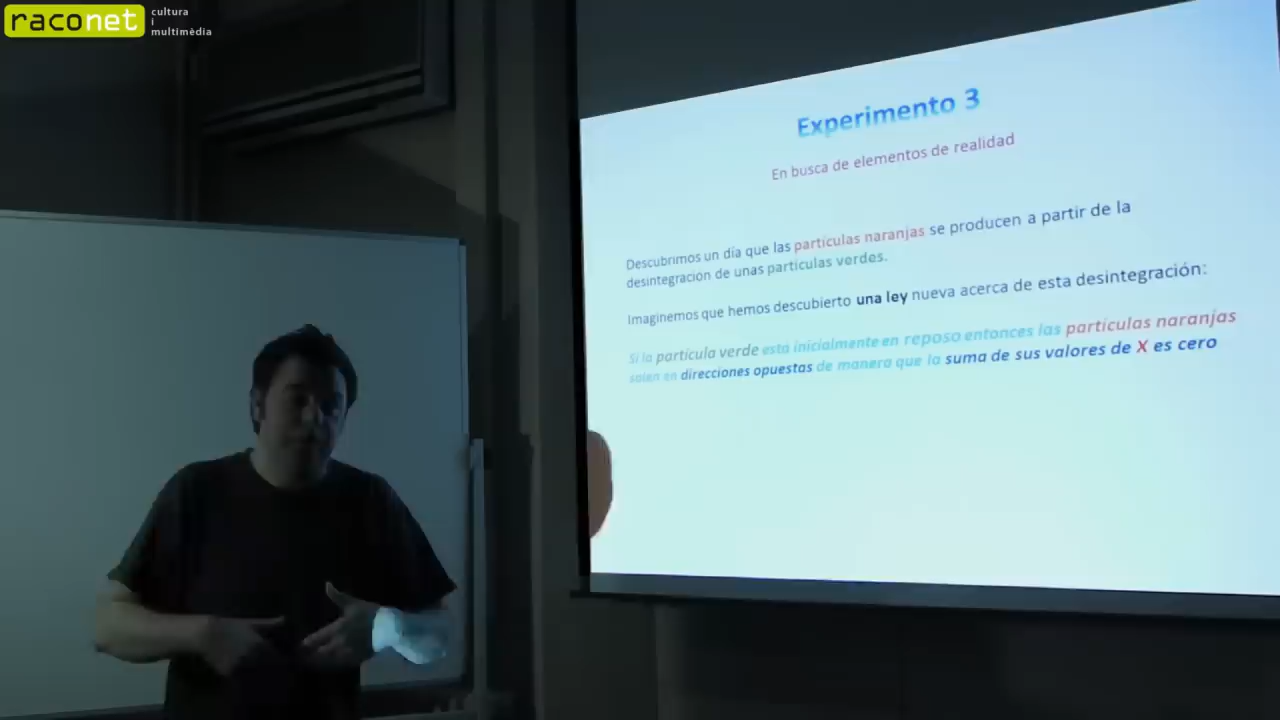 raconet
cultura
i
multimèdia
Experimento 3
En busca de elementos de realidad
Descubrimos un día que las partículas naranjas se producen a partir de la
desintegración de unas partículas verdes.
Imaginemos que hemos descubierto una ley nueva acerca de esta desintegración:
Si la partícula verde está inicialmente en reposo entonces las partículas naranjas
salen en direcciones opuestas de manera que la suma de sus valores de X es cero